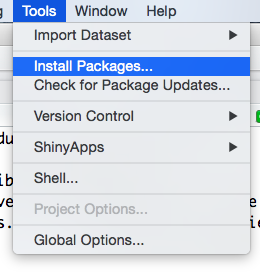 Tools Window Help
Import Dataset
Install Packages...
Check for Package Updates...
Version Control
ShinyApps
Shell...
Project Options...
Global Options...